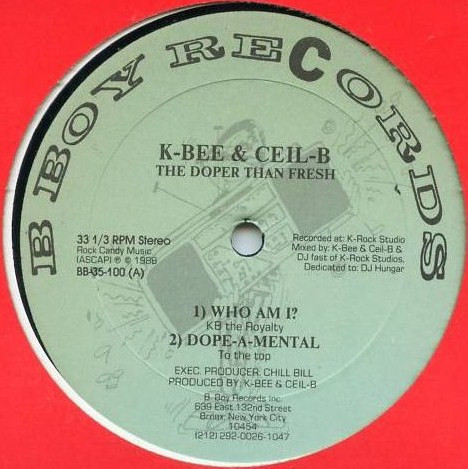 B BOY RECORDS
K-BEE & CEIL-B
THE DOPER THAN FRESH
33 1/3 RPM Stereo
Rock Candy Music
(ASCAP) ℗ © 1988
BB-35-100 (A)
Recorded at: K-Rock Studio
Mixed by: K-Bee & Ceil-B &
DJ fast of K-Rock Studios.
Dedicated to: DJ Hungar
1) WHO AM I?
KB the Royalty
2) DOPE-A-MENTAL
To the top
EXEC. PRODUCER: CHILL BILL
PRODUCED BY: K-BEE & CEIL-B
B. Boy Records Inc.
639 East 132nd Street
Bronx, New York City
10454
(212) 292-0026-1047